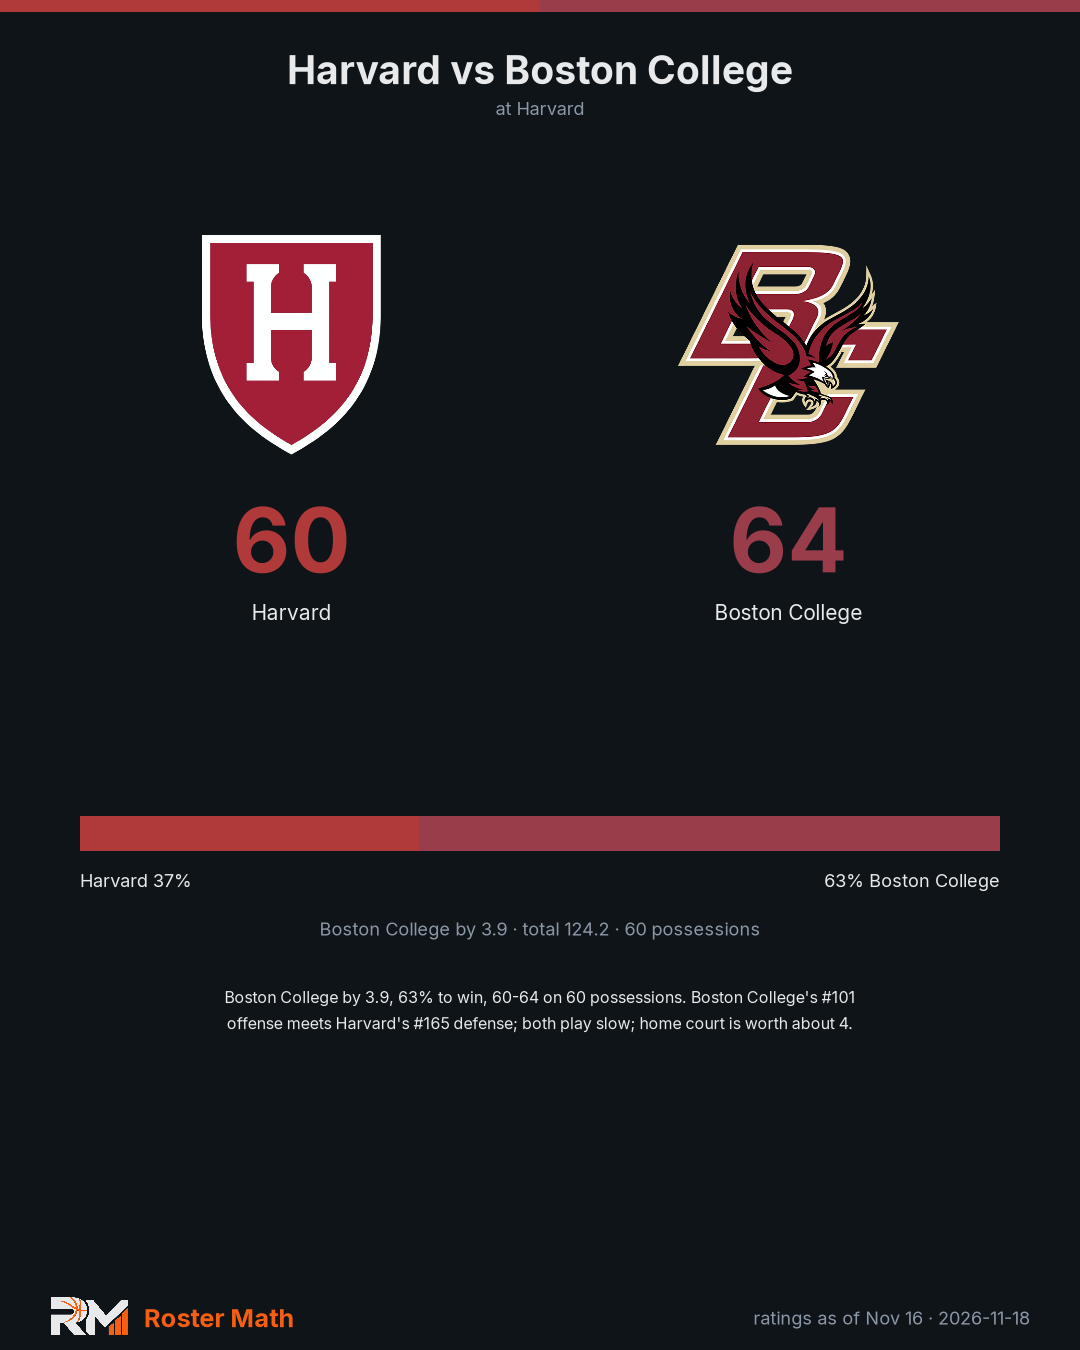 Harvard vs Boston College
at Harvard
H
BC
60
64
Harvard
Boston College
Harvard 37%
63% Boston College
Boston College by 3.9 · total 124.2 · 60 possessions
Boston College by 3.9, 63% to win, 60-64 on 60 possessions. Boston College's #101
offense meets Harvard's #165 defense; both play slow; home court is worth about 4.
RM Roster Math
ratings as of Nov 16 · 2026-11-18